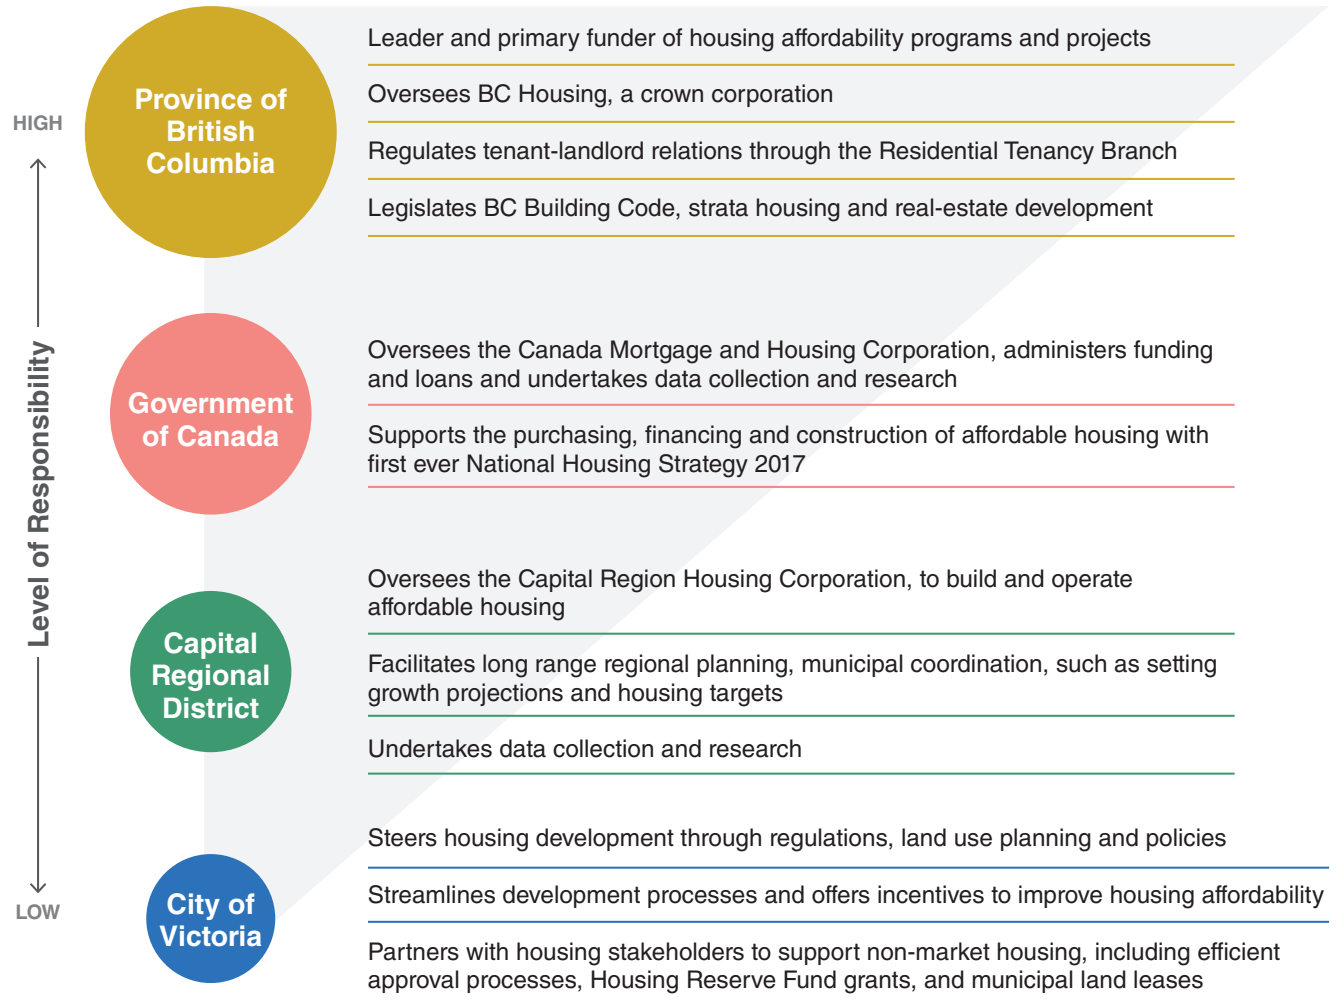 HIGH
Level of Responsibility
LOW
Province of
British
Columbia
Leader and primary funder of housing affordability programs and projects
Oversees BC Housing, a crown corporation
Regulates tenant-landlord relations through the Residential Tenancy Branch
Legislates BC Building Code, strata housing and real-estate development
Government
of Canada
Oversees the Canada Mortgage and Housing Corporation, administers funding
and loans and undertakes data collection and research
Supports the purchasing, financing and construction of affordable housing with
first ever National Housing Strategy 2017
Capital
Regional
District
Oversees the Capital Region Housing Corporation, to build and operate
affordable housing
Facilitates long range regional planning, municipal coordination, such as setting
growth projections and housing targets
Undertakes data collection and research
City of
Victoria
Steers housing development through regulations, land use planning and policies
Streamlines development processes and offers incentives to improve housing affordability
Partners with housing stakeholders to support non-market housing, including efficient
approval processes, Housing Reserve Fund grants, and municipal land leases